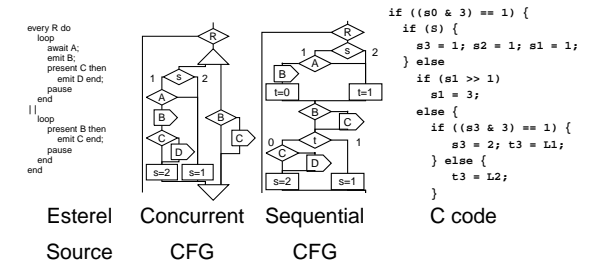 every R do
loop
await A;
emit B;
present C then
emit D end;
pause
end
||
loop
present B then
emit C end;
pause
end
end
R
1 s 2
A
B
C
D
B
C
s=2 s=1
R
s
1 2
A
B
t=0 t=1
B
C
0 t 1
C
D
s=2 s=1
if ((s0 & 3) == 1) {
if (S) {
s3 = 1; s2 = 1; s1 = 1;
} else
if (s1 >> 1)
s1 = 3;
else {
if ((s3 & 3) == 1) {
s3 = 2; t3 = L1;
} else {
t3 = L2;
}
Esterel Concurrent Sequential C code
Source CFG CFG